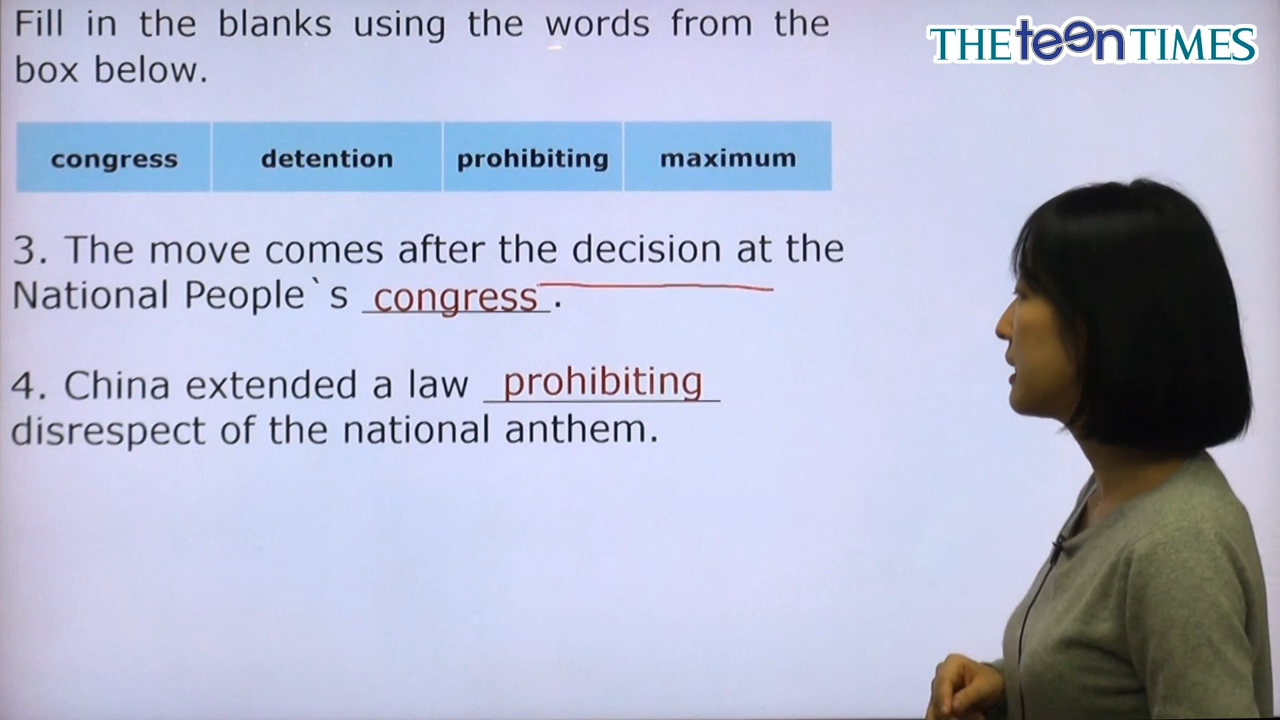 Fill in the blanks using the words from the
THE teen TIMES
box below.
congress detention prohibiting maximum
3. The move comes after the decision at the
National People`s congress.
4. China extended a law prohibiting
disrespect of the national anthem.